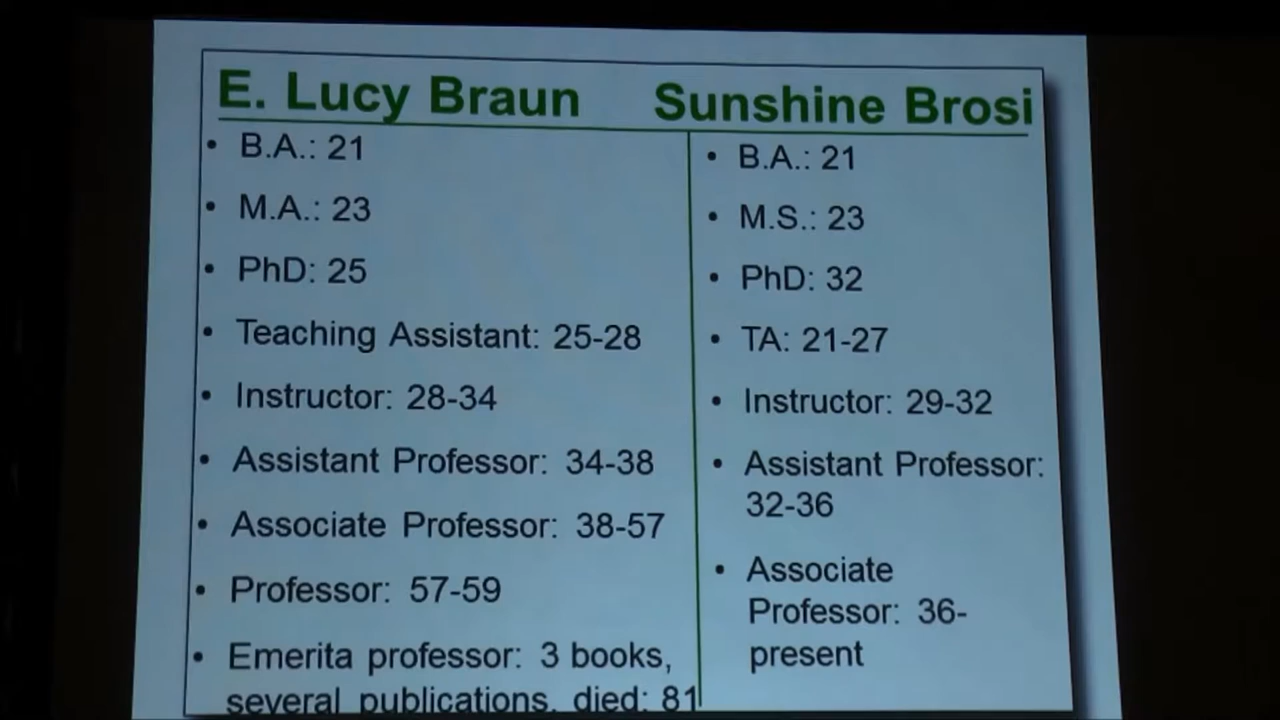 E. Lucy Braun
• B.A.: 21
• M.A.: 23
• PhD: 25
• Teaching Assistant: 25-28
• Instructor: 28-34
• Assistant Professor: 34-38
• Associate Professor: 38-57
• Professor: 57-59
• Emerita professor: 3 books,
several publications, died: 81
Sunshine Brosi
• B.A.: 21
• M.S.: 23
• PhD: 32
• TA: 21-27
• Instructor: 29-32
• Assistant Professor:
32-36
• Associate
Professor: 36-
present